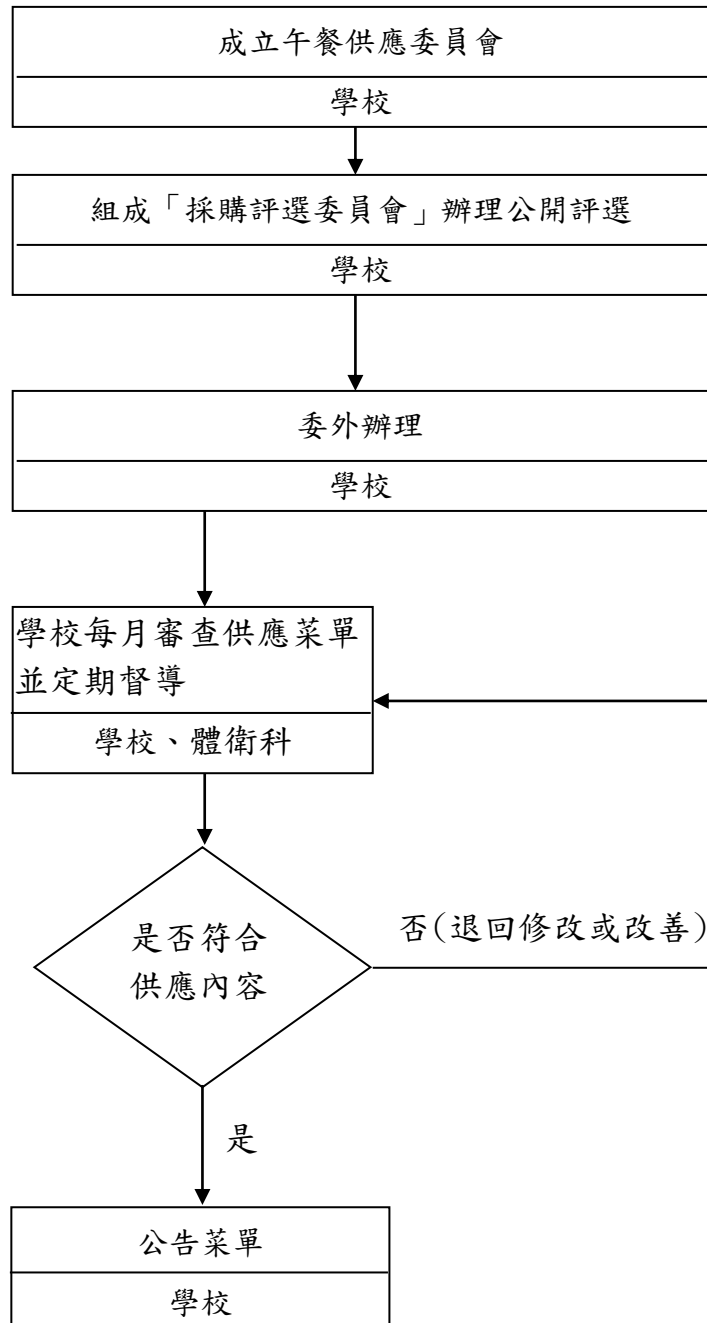 成立午餐供應委員會
學校
組成「採購評選委員會」辦理公開評選
學校
委外辦理
學校
學校每月審查供應菜單
並定期督導
學校、體衛科
是否符合
供應內容
否(退回修改或改善)
是
公告菜單
學校